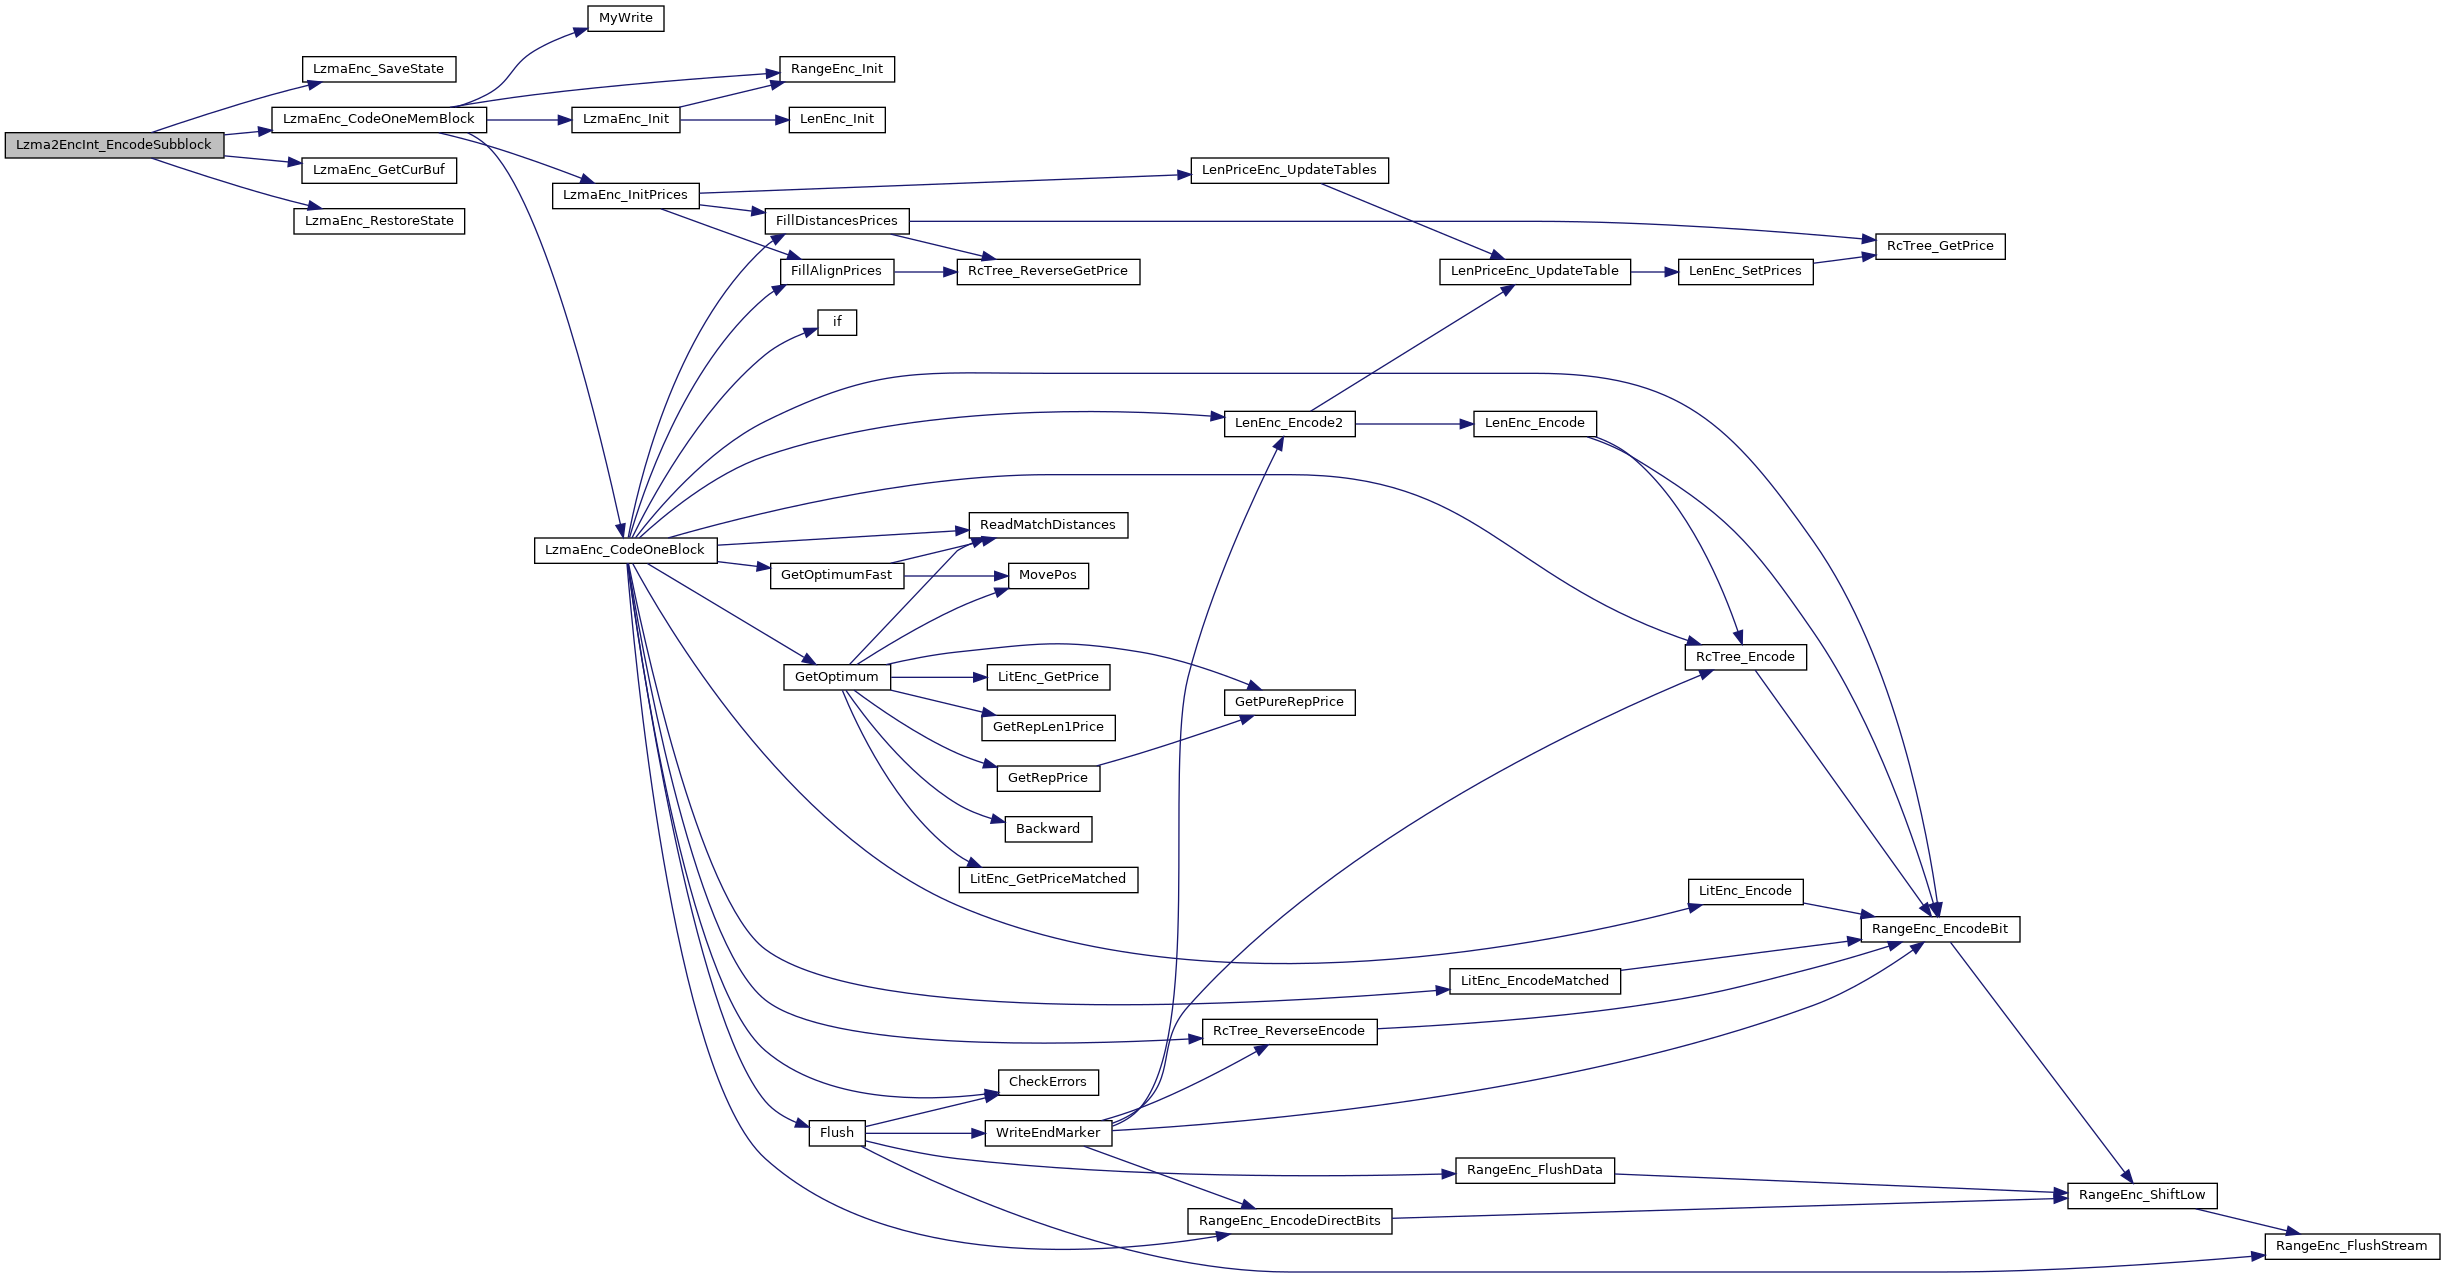 MyWrite
LzmaEnc_SaveState
RangeEnc_Init
LzmaEnc_CodeOneMemBlock
LzmaEnc_Init
LenEnc_Init
Lzma2EncInt_EncodeSubblock
LzmaEnc_GetCurBuf
LenPriceEnc_UpdateTables
LzmaEnc_InitPrices
LzmaEnc_RestoreState
FillDistancesPrices
RcTree_GetPrice
FillAlignPrices
RcTree_ReverseGetPrice
LenPriceEnc_UpdateTable
LenEnc_SetPrices
if
LenEnc_Encode2
LenEnc_Encode
ReadMatchDistances
LzmaEnc_CodeOneBlock
GetOptimumFast
MovePos
RcTree_Encode
GetOptimum
LitEnc_GetPrice
GetPureRepPrice
GetRepLen1Price
GetRepPrice
Backward
LitEnc_GetPriceMatched
LitEnc_Encode
RangeEnc_EncodeBit
LitEnc_EncodeMatched
RcTree_ReverseEncode
CheckErrors
Flush
WriteEndMarker
RangeEnc_FlushData
RangeEnc_ShiftLow
RangeEnc_EncodeDirectBits
RangeEnc_FlushStream